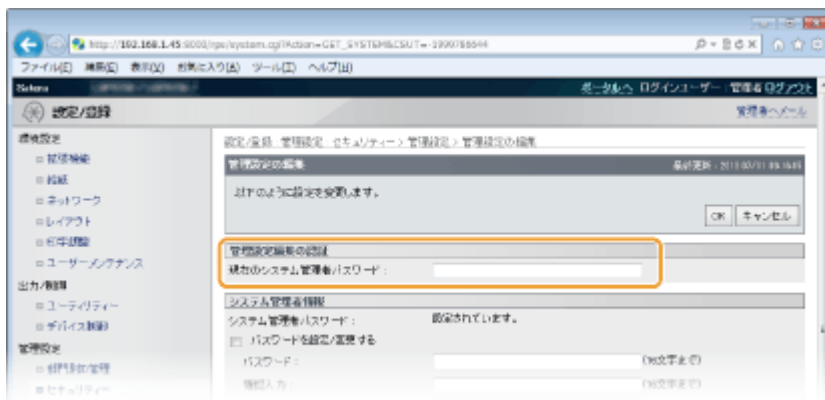 http://192.168.1.45:8000/rps/system.cgi?Action=GET_SYSTEM&CSUT=-1999766644
ファイル(F) 編集(E) 表示(V) お気に入り(A) ツール(T) ヘルプ(H)
Satera
ポータルへ ログインユーザー: 管理者 ログアウト
設定/登録
管理者へメール
環境設定
拡張機能
給紙
ネットワーク
レイアウト
印字調整
ユーザーメンテナンス
出力/制御
ユーティリティー
デバイス制御
管理設定
部門別ID管理
セキュリティー
設定/登録 : 管理設定 : セキュリティー > 管理設定 > 管理設定の編集
管理設定の編集
最終更新 :
以下のように設定を変更します。
OK キャンセル
管理設定編集の認証
現在のシステム管理者パスワード :
システム管理者情報
システム管理者パスワード : 設定されています。
パスワードを設定/変更する
パスワード : (16文字まで)
確認入力 : (16文字まで)